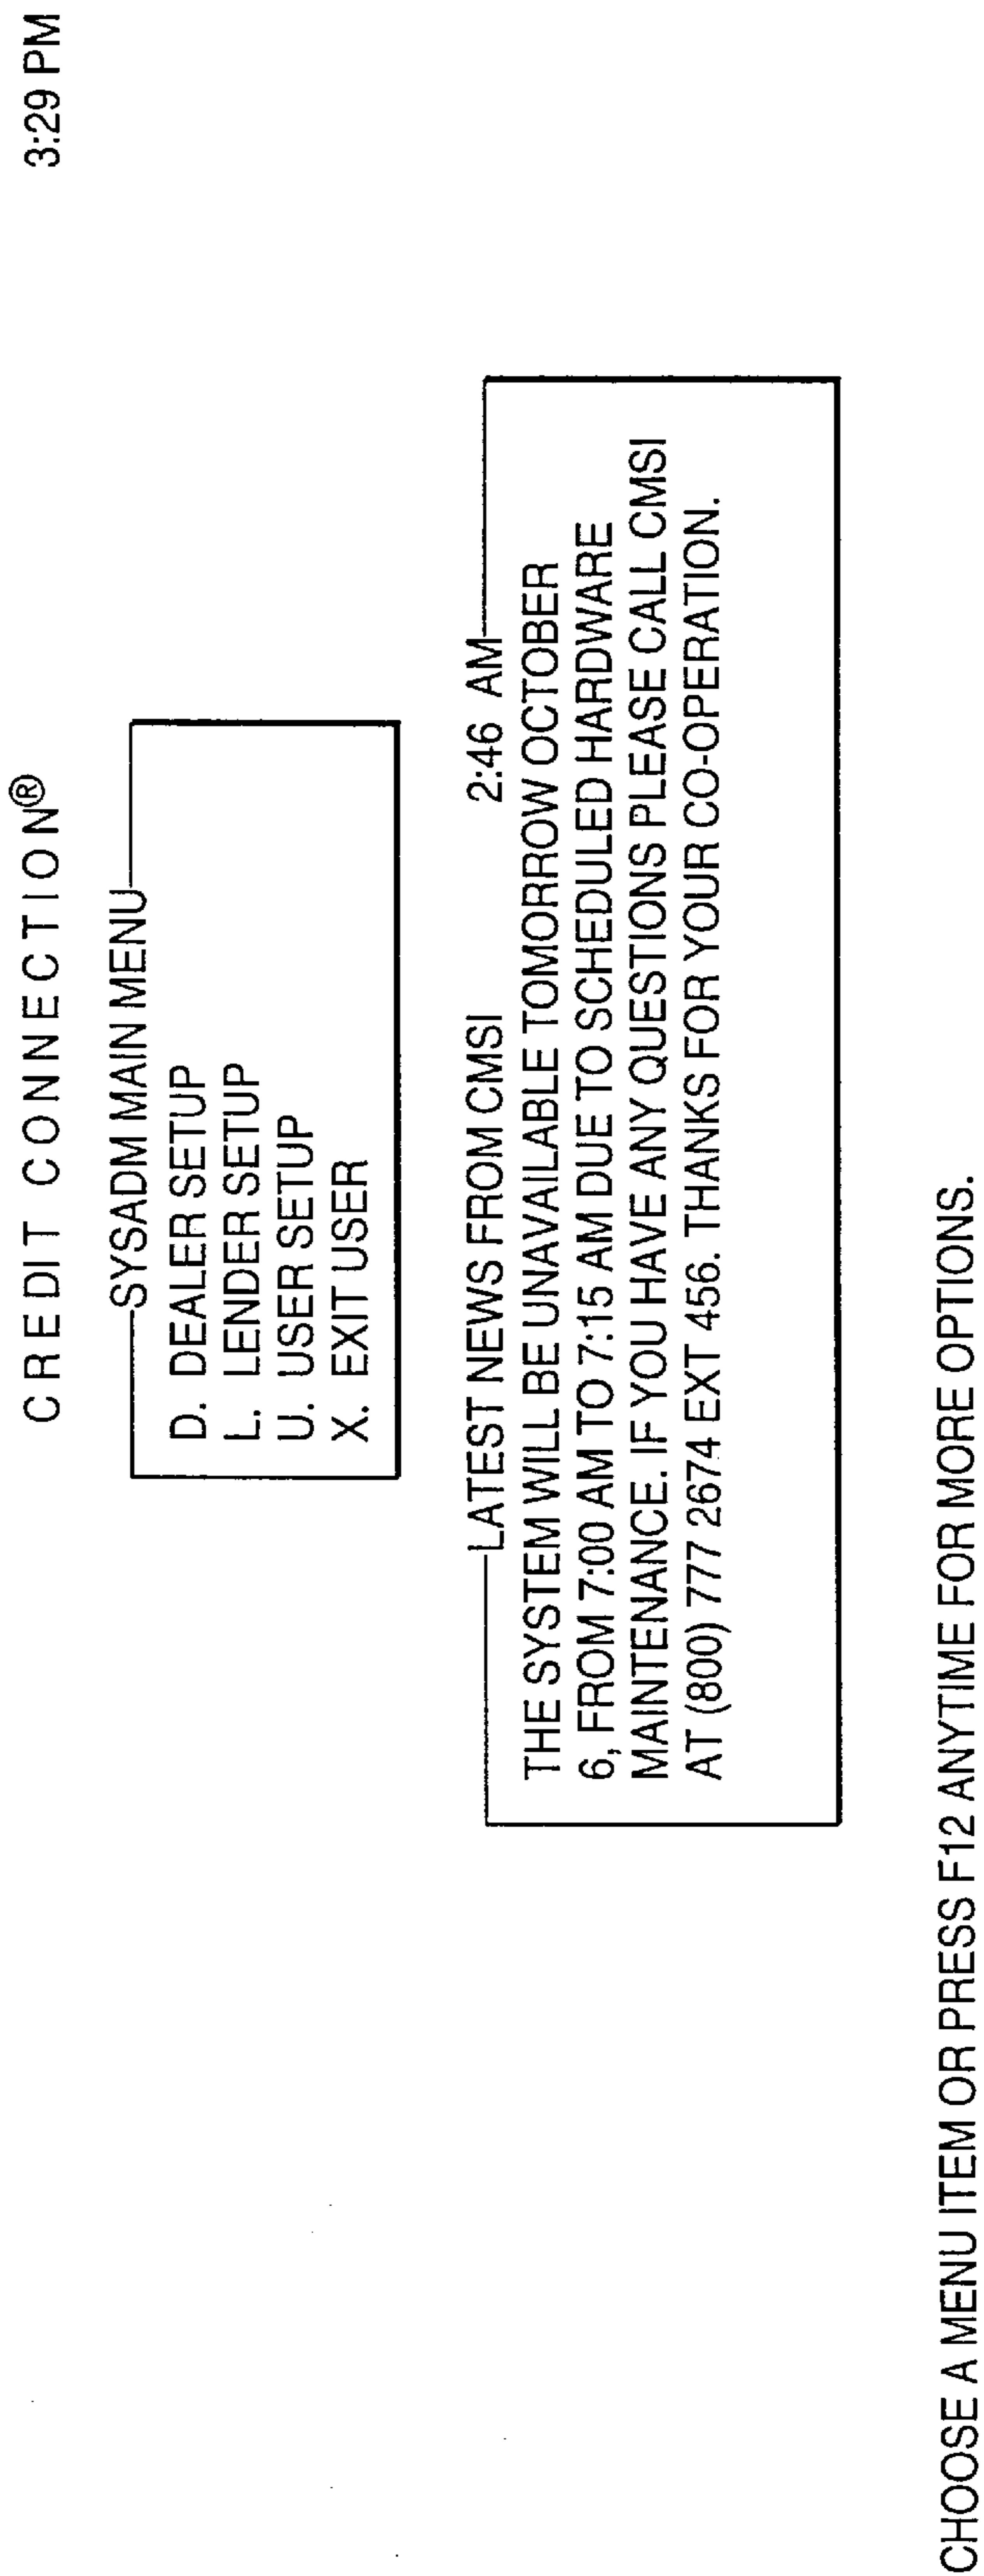 CREDIT CONNECTION® 3:29 PM
SYSADM MAIN MENU
D. DEALER SETUP
L. LENDER SETUP
U. USER SETUP
X. EXIT USER
LATEST NEWS FROM CMSI 2:46 AM
THE SYSTEM WILL BE UNAVAILABLE TOMORROW OCTOBER
6, FROM 7:00 AM TO 7:15 AM DUE TO SCHEDULED HARDWARE
MAINTENANCE. IF YOU HAVE ANY QUESTIONS PLEASE CALL CMSI
AT (800) 777 2674 EXT 456. THANKS FOR YOUR CO-OPERATION.
CHOOSE A MENU ITEM OR PRESS F12 ANYTIME FOR MORE OPTIONS.